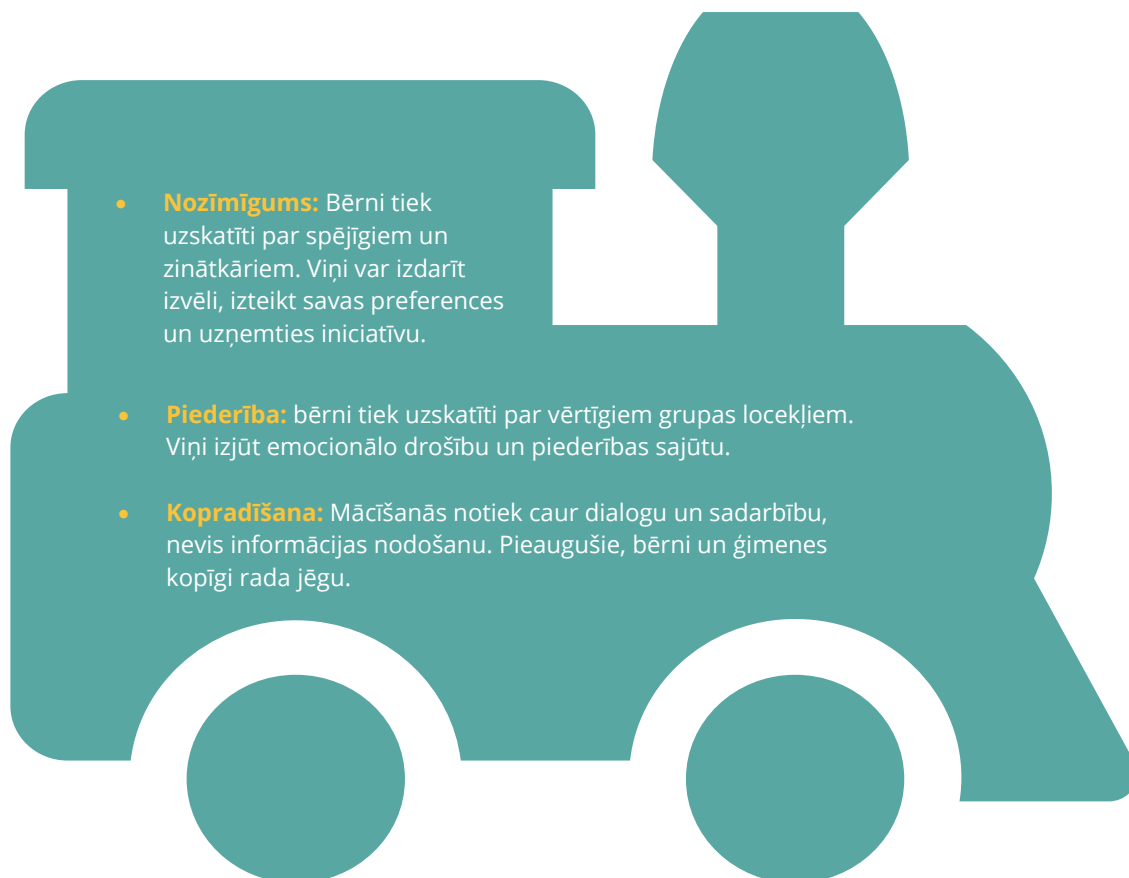 • Nozīmīgums: Bērni tiek
uzskatīti par spējīgiem un
zinātkāriem. Viņi var izdarīt
izvēli, izteikt savas preferences
un uzņemties iniciatīvu.
• Piederība: bērni tiek uzskatīti par vērtīgiem grupas locekļiem.
Viņi izjūt emocionālo drošību un piederības sajūtu.
• Kopradīšana: Mācīšanās notiek caur dialogu un sadarbību,
nevis informācijas nodošanu. Pieaugušie, bērni un ģimenes
kopīgi rada jēgu.